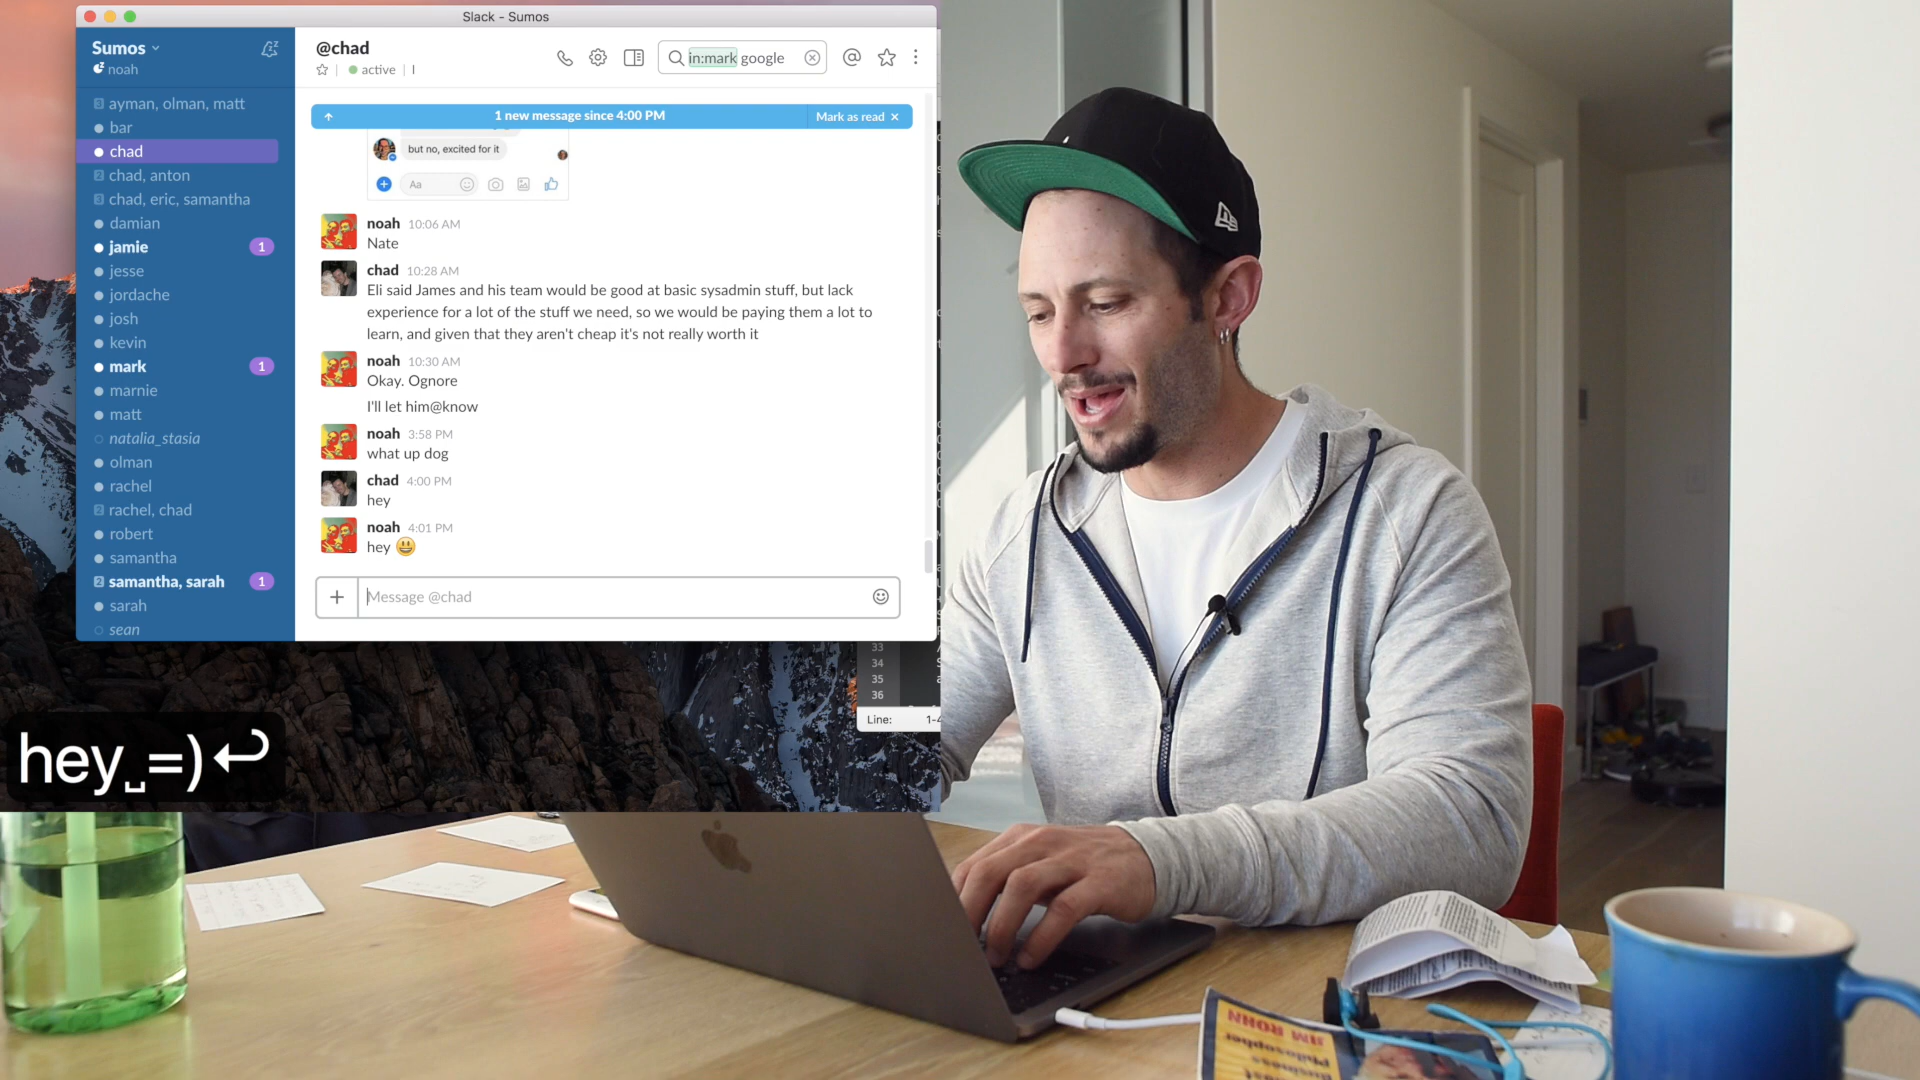 Slack - Sumos
Sumos
noah
ayman, olman, matt
bar
chad
chad, anton
chad, eric, samantha
damian
jamie 1
jesse
jordache
josh
kevin
mark 1
marnie
matt
natalia_stasia
olman
rachel
rachel, chad
robert
samantha
samantha, sarah 1
sarah
sean
@chad
active
in:mark google
1 new message since 4:00 PM
Mark as read
but no, excited for it
Aa
noah 10:06 AM
Nate
chad 10:28 AM
Eli said James and his team would be good at basic sysadmin stuff, but lack
experience for a lot of the stuff we need, so we would be paying them a lot to
learn, and given that they aren't cheap it's not really worth it
noah 10:30 AM
Okay. Ognore
I'll let him@know
noah 3:58 PM
what up dog
chad 4:00 PM
hey
noah 4:01 PM
hey 😃
Message @chad
33
34
35
36
Line:
hey =)↩
JIM ROHN
Philosopher